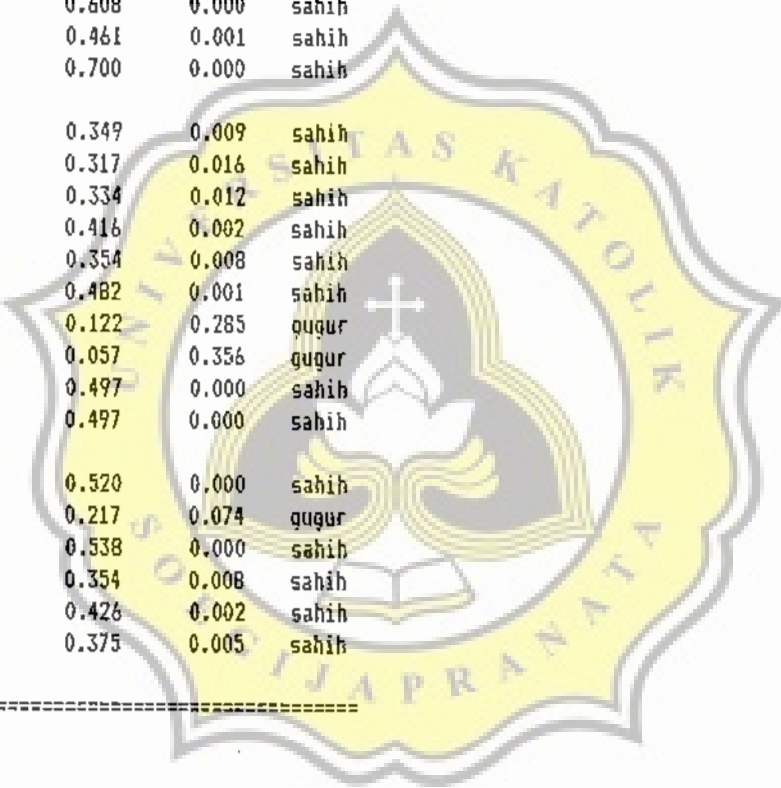 0.608 0.000 sahih
0.461 0.001 sahih
0.700 0.000 sahih
0.349 0.009 sahih
0.317 0.016 sahih
0.334 0.012 sahih
0.416 0.002 sahih
0.354 0.008 sahih
0.482 0.001 sahih
0.122 0.285 gugur
0.057 0.356 gugur
0.497 0.000 sahih
0.497 0.000 sahih
0.520 0.000 sahih
0.217 0.074 gugur
0.538 0.000 sahih
0.354 0.008 sahih
0.426 0.002 sahih
0.375 0.005 sahih
UNIVERSITAS KATOLIK
SOEGIJAPRANATA